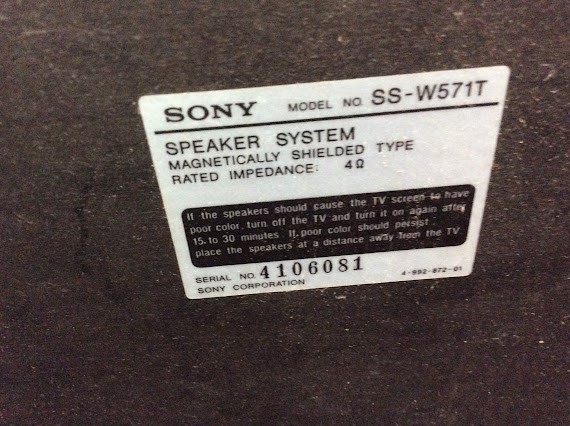 SONY MODEL NO. SS-W571T
SPEAKER SYSTEM
MAGNETICALLY SHIELDED TYPE
RATED IMPEDANCE: 4Ω
If the speakers should cause the TV screen to have
poor color, turn off the TV and turn it on again after
15 to 30 minutes. If poor color should persist
place the speakers at a distance away from the TV.
SERIAL NO. 4106081
SONY CORPORATION 4-992-872-01